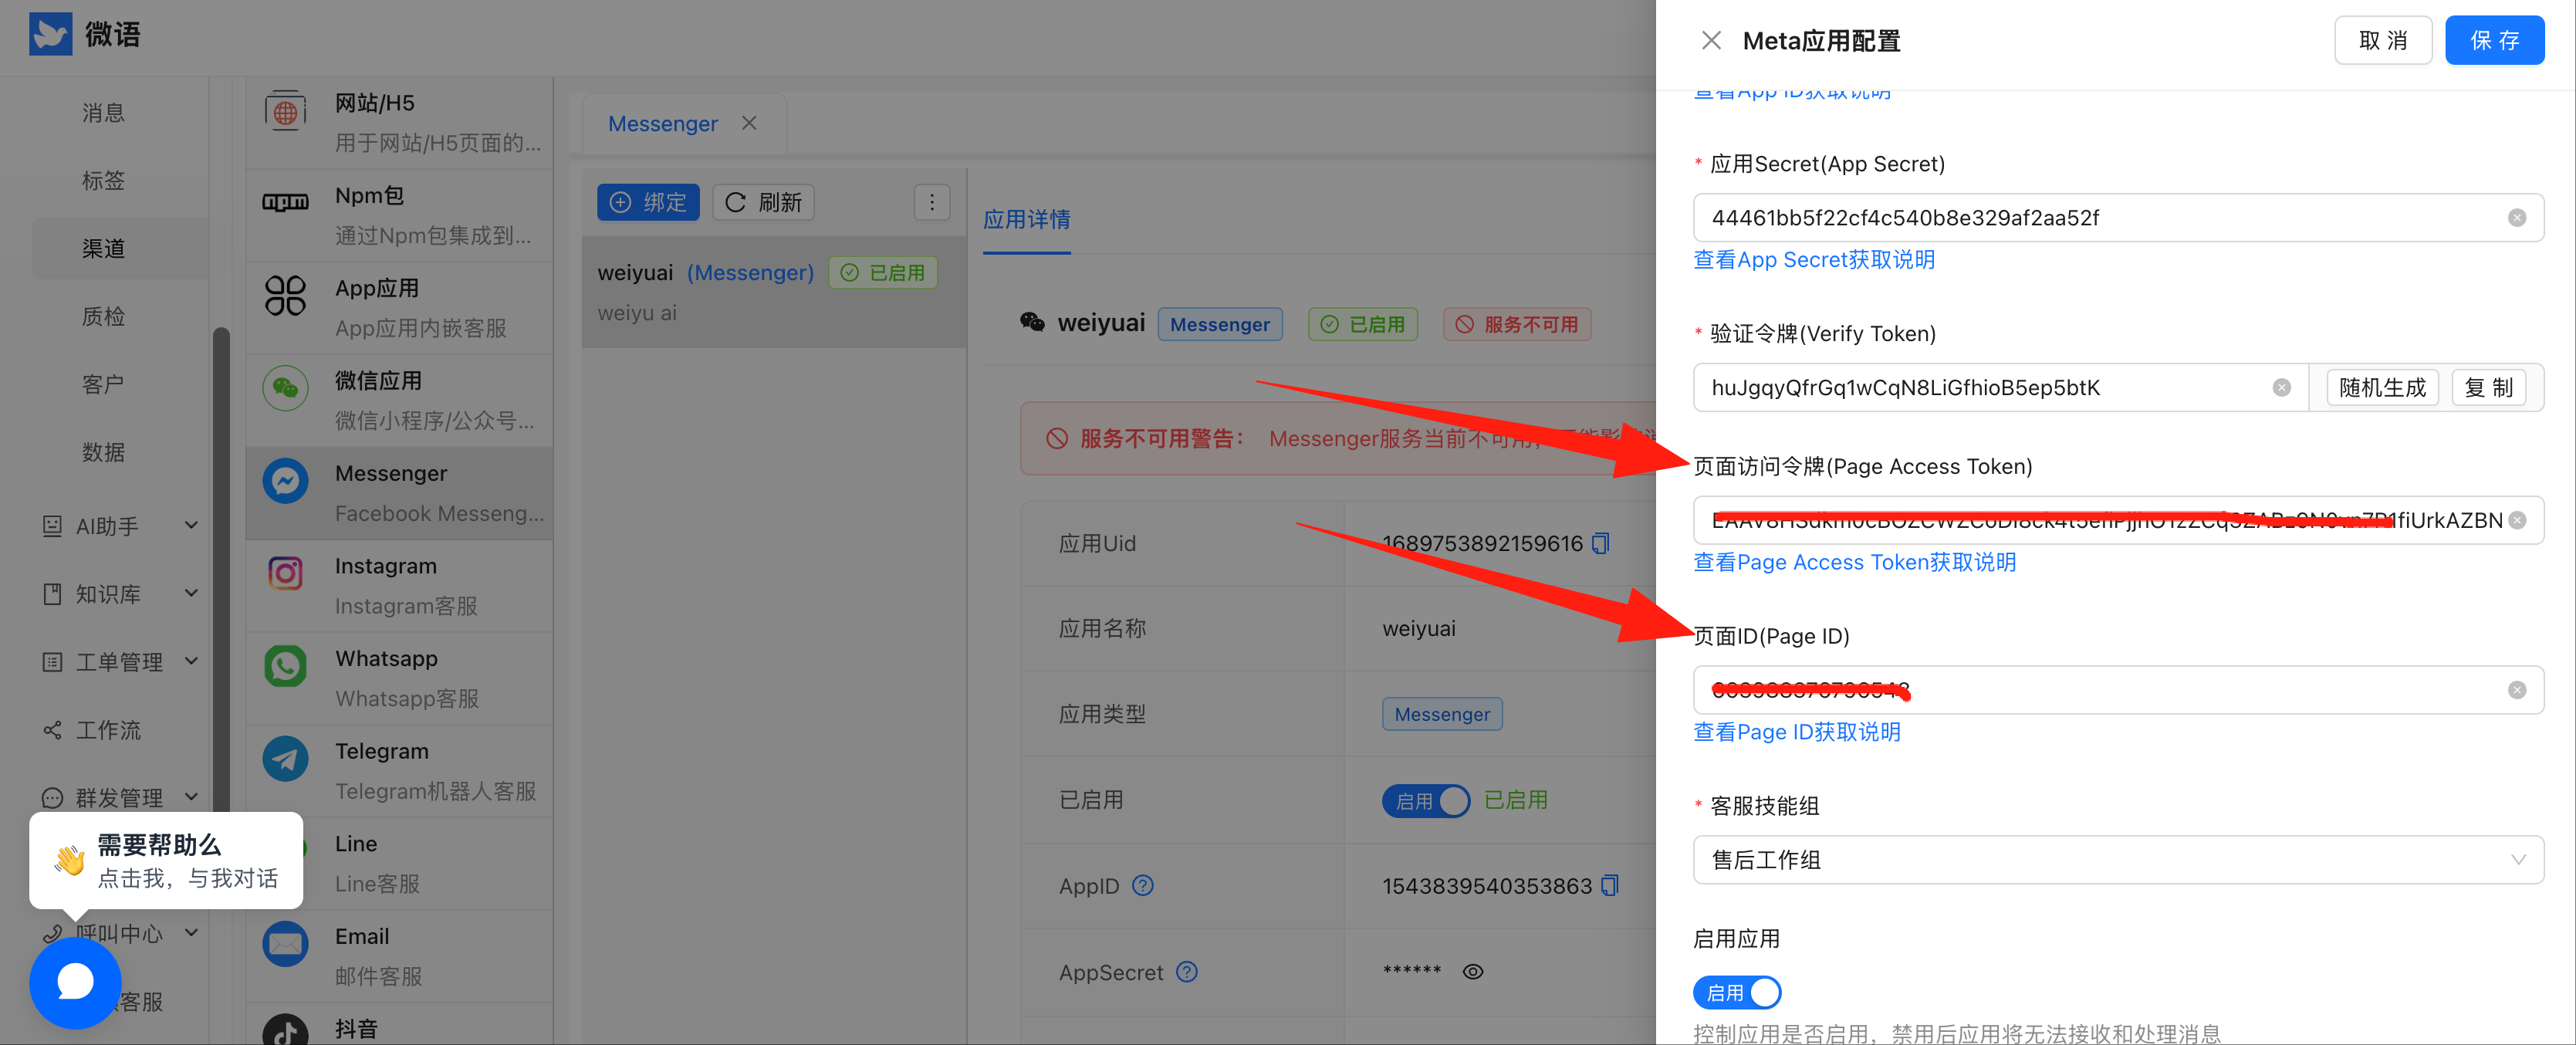 微语
消息
标签
渠道
质检
客户
数据
AI助手
知识库
工单管理
工作流
群发管理
需要帮助么
点击我，与我对话
呼叫中心
客服
网站/H5
用于网站/H5页面的...
Npm包
通过Npm包集成到...
App应用
App应用内嵌客服
微信应用
微信小程序/公众号...
Messenger
Facebook Messeng...
Instagram
Instagram客服
Whatsapp
Whatsapp客服
Telegram
Telegram机器人客服
Line
Line客服
Email
邮件客服
抖音
Messenger
绑定 刷新
weiyuai (Messenger) 已启用
weiyu ai
应用详情
weiyuai Messenger 已启用 服务不可用
服务不可用警告： Messenger服务当前不可用，
应用Uid 1689753892159616
应用名称 weiyuai
应用类型 Messenger
已启用 启用 已启用
AppID 1543839540353863
AppSecret ******
Meta应用配置 取 消 保 存
查看App ID获取说明
* 应用Secret(App Secret)
44461bb5f22cf4c540b8e329af2aa52f
查看App Secret获取说明
* 验证令牌(Verify Token)
huJgqyQfrGq1wCqN8LiGfhioB5ep5btK 随机生成 复 制
页面访问令牌(Page Access Token)
查看Page Access Token获取说明
页面ID(Page ID)
查看Page ID获取说明
* 客服技能组
售后工作组
启用应用
启用
控制应用是否启用，禁用后应用将无法接收和处理消息